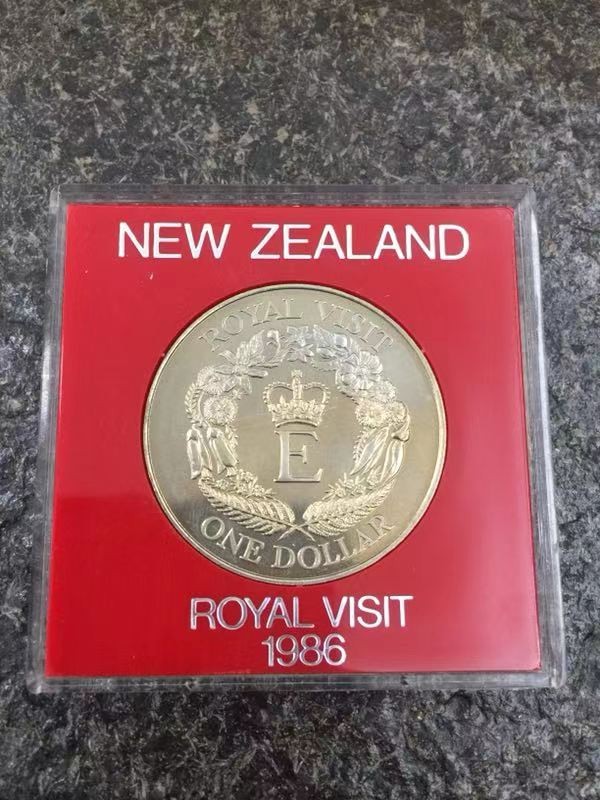 NEW ZEALAND
ROYAL VISIT
E
ONE DOLLAR
ROYAL VISIT
1986